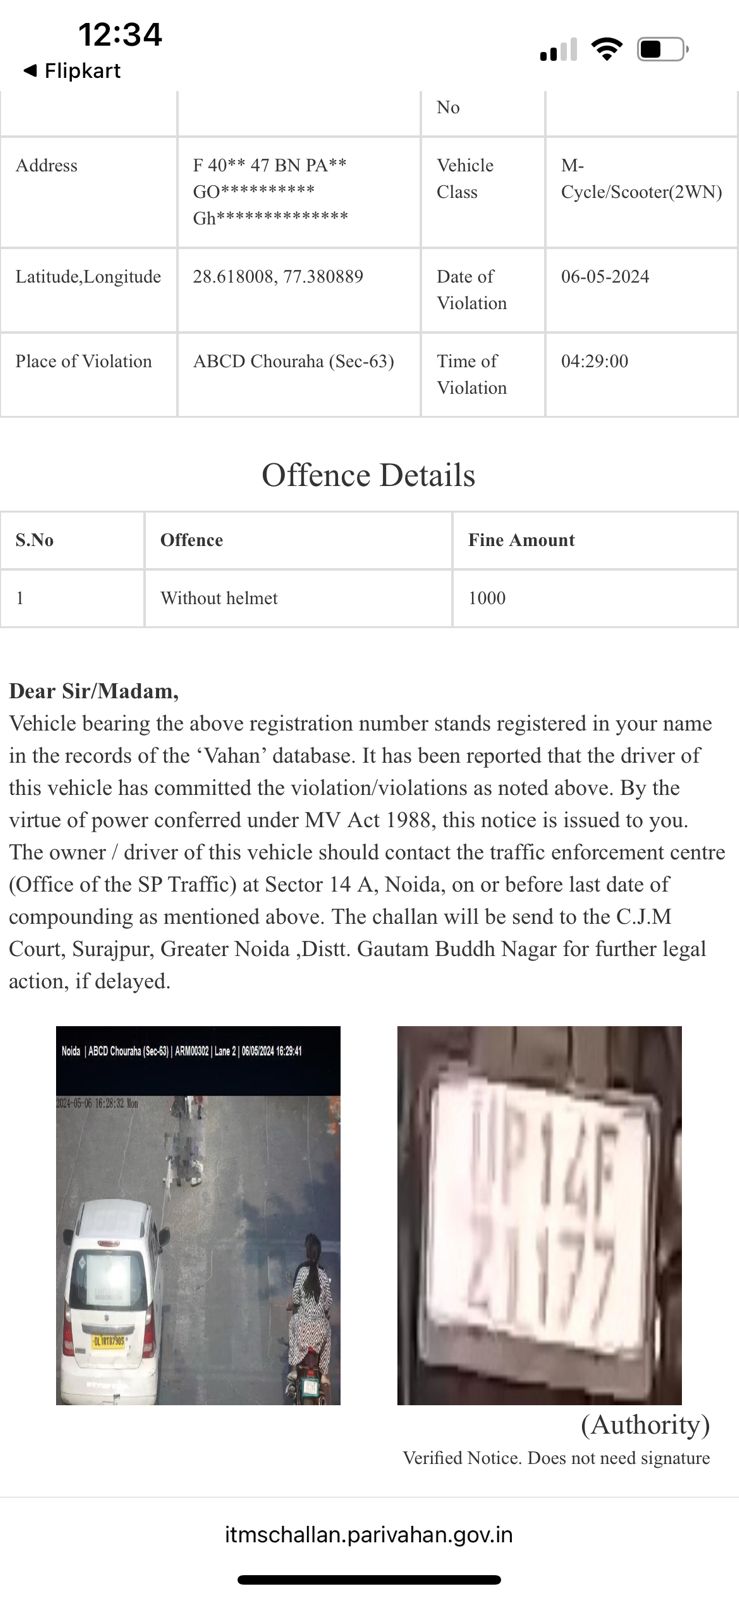 12:34
◀ Flipkart
No
Address
F 40** 47 BN PA**
GO**********
Gh**************
Vehicle
Class
M-
Cycle/Scooter(2WN)
Latitude,Longitude
28.618008, 77.380889
Date of
Violation
06-05-2024
Place of Violation
ABCD Chouraha (Sec-63)
Time of
Violation
04:29:00
Offence Details
S.No
Offence
Fine Amount
1
Without helmet
1000
Dear Sir/Madam,
Vehicle bearing the above registration number stands registered in your name
in the records of the ‘Vahan’ database. It has been reported that the driver of
this vehicle has committed the violation/violations as noted above. By the
virtue of power conferred under MV Act 1988, this notice is issued to you.
The owner / driver of this vehicle should contact the traffic enforcement centre
(Office of the SP Traffic) at Sector 14 A, Noida, on or before last date of
compounding as mentioned above. The challan will be send to the C.J.M
Court, Surajpur, Greater Noida ,Distt. Gautam Buddh Nagar for further legal
action, if delayed.
Noida | ABCD Chouraha (Sec-63) | ARM00302 | Lane 2 | 06/05/2024 16:29:41
2024-05-06 16:28:32 Mon
(Authority)
Verified Notice. Does not need signature
itmschallan.parivahan.gov.in